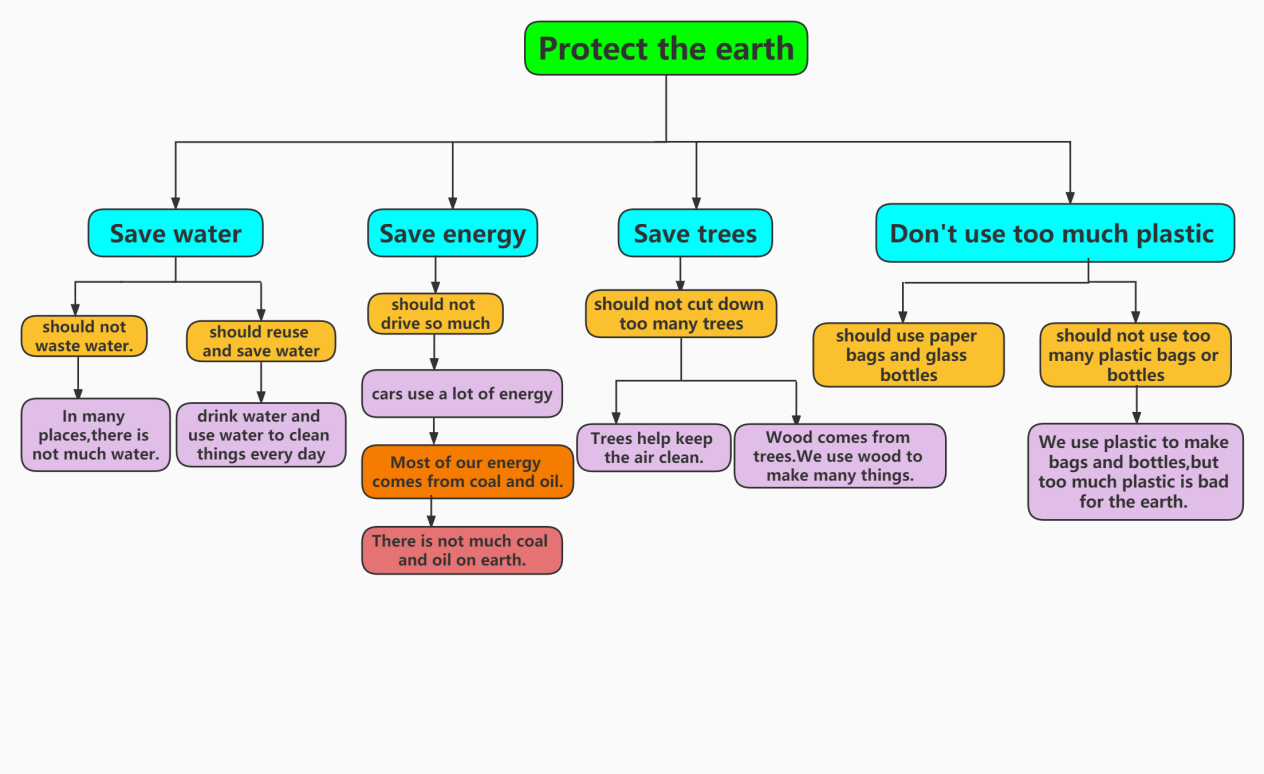 Protect the earth
Save water
Save energy
Save trees
Don't use too much plastic
should not
waste water.
should reuse
and save water
should not
drive so much
should not cut down
too many trees
should use paper
bags and glass
bottles
should not use too
many plastic bags or
bottles
In many
places,there is
not much water.
drink water and
use water to clean
things every day
cars use a lot of energy
Trees help keep
the air clean.
Wood comes from
trees.We use wood to
make many things.
We use plastic to make
bags and bottles,but
too much plastic is bad
for the earth.
Most of our energy
comes from coal and oil.
There is not much coal
and oil on earth.